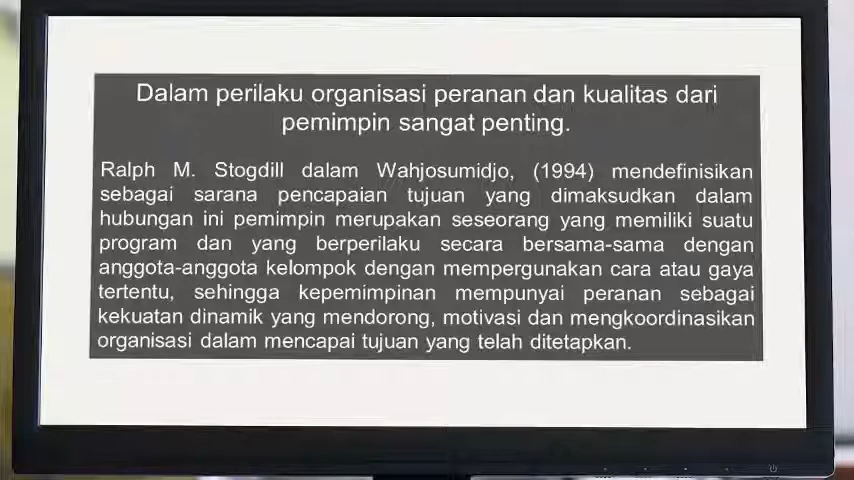 Dalam perilaku organisasi peranan dan kualitas dari
pemimpin sangat penting.
Ralph M. Stogdill dalam Wahjosumidjo, (1994) mendefinisikan
sebagai sarana pencapaian tujuan yang dimaksudkan dalam
hubungan ini pemimpin merupakan seseorang yang memiliki suatu
program dan yang berperilaku secara bersama-sama dengan
anggota-anggota kelompok dengan mempergunakan cara atau gaya
tertentu, sehingga kepemimpinan mempunyai peranan sebagai
kekuatan dinamik yang mendorong, motivasi dan mengkoordinasikan
organisasi dalam mencapai tujuan yang telah ditetapkan.